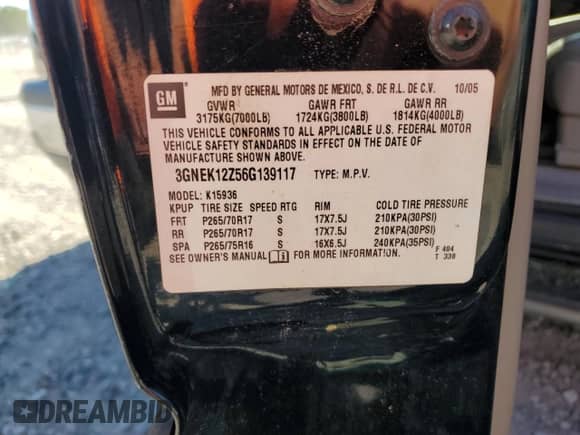 GM
MFD BY GENERAL MOTORS DE MEXICO, S. DE R.L. DE C.V. 10/05
GVWR GAWR FRT GAWR RR
3175KG(7000LB) 1724KG(3800LB) 1814KG(4000LB)
THIS VEHICLE CONFORMS TO ALL APPLICABLE U.S. FEDERAL MOTOR
VEHICLE SAFETY STANDARDS IN EFFECT ON THE DATE OF
MANUFACTURE SHOWN ABOVE.
3GNEK12Z56G139117 TYPE: M.P.V.
MODEL: K15936
KPUP TIRE SIZE SPEED RTG RIM COLD TIRE PRESSURE
FRT P265/70R17 S 17X7.5J 210KPA(30PSI)
RR P265/70R17 S 17X7.5J 210KPA(30PSI)
SPA P265/75R16 S 16X6.5J 240KPA(35PSI)
SEE OWNER'S MANUAL FOR MORE INFORMATION.
F 404
T 338
DREAMBID